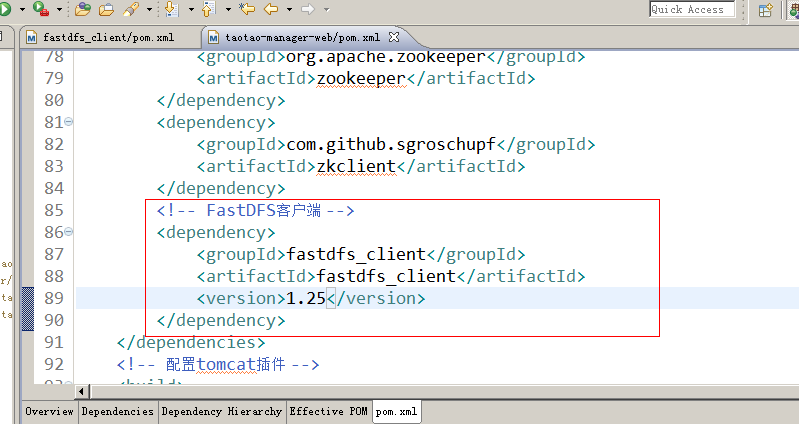 Quick Access
fastdfs_client/pom.xml
taotao-manager-web/pom.xml
78 <groupId>org.apache.zookeeper</groupId>
79 <artifactId>zookeeper</artifactId>
80 </dependency>
81 <dependency>
82 <groupId>com.github.sgroschupf</groupId>
83 <artifactId>zkclient</artifactId>
84 </dependency>
85 <!-- FastDFS客户端 -->
86 <dependency>
87 <groupId>fastdfs_client</groupId>
88 <artifactId>fastdfs_client</artifactId>
89 <version>1.25</version>
90 </dependency>
91 </dependencies>
92 <!-- 配置tomcat插件 -->
Overview Dependencies Dependency Hierarchy Effective POM pom.xml